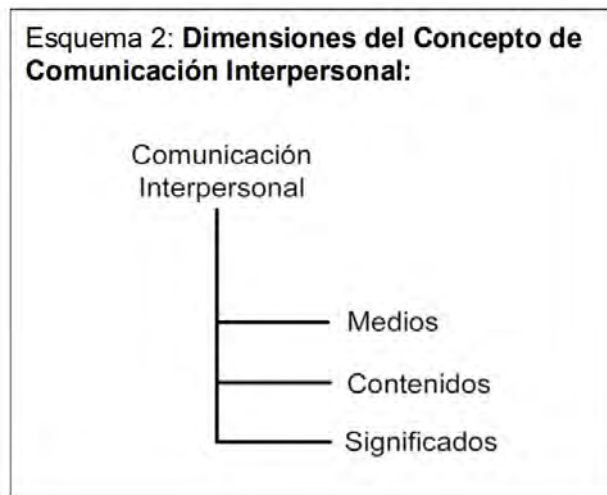 Esquema 2: Dimensiones del Concepto de
Comunicación Interpersonal:
Comunicación
Interpersonal
Medios
Contenidos
Significados